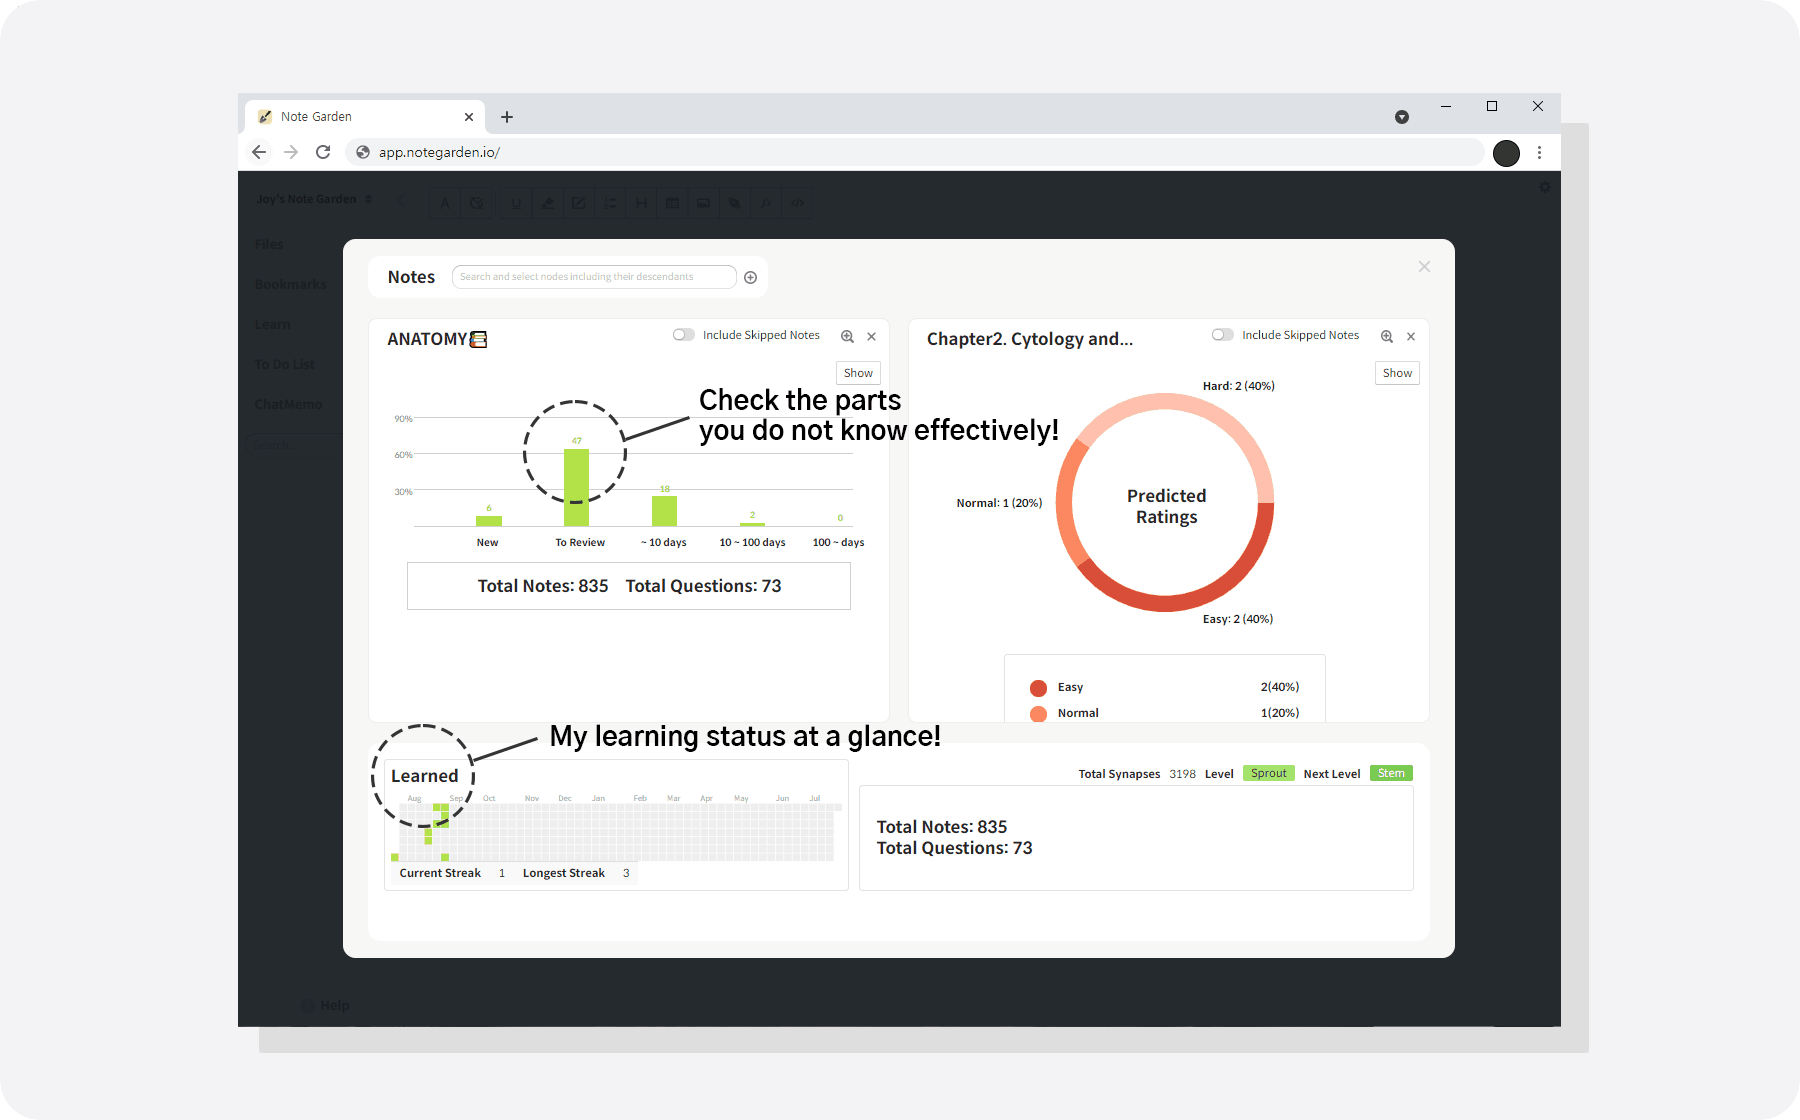 Note Garden
app.notegarden.io/
Joy's Note Garden
Files
Bookmarks
Learn
To Do List
ChatMemo
Search
Notes
Search and select nodes including their descendants
ANATOMY
Include Skipped Notes
Show
Check the parts
you do not know effectively!
90%
60%
30%
6
47
18
2
0
New
To Review
~ 10 days
10 ~ 100 days
100 ~ days
Total Notes: 835 Total Questions: 73
Chapter2. Cytology and...
Include Skipped Notes
Show
Hard: 2 (40%)
Normal: 1 (20%)
Predicted
Ratings
Easy: 2 (40%)
Easy 2(40%)
Normal 1(20%)
My learning status at a glance!
Learned
Aug Sep Oct Nov Dec Jan Feb Mar Apr May Jun Jul
Current Streak 1 Longest Streak 3
Total Synapses 3198 Level Sprout Next Level Stem
Total Notes: 835
Total Questions: 73
Help